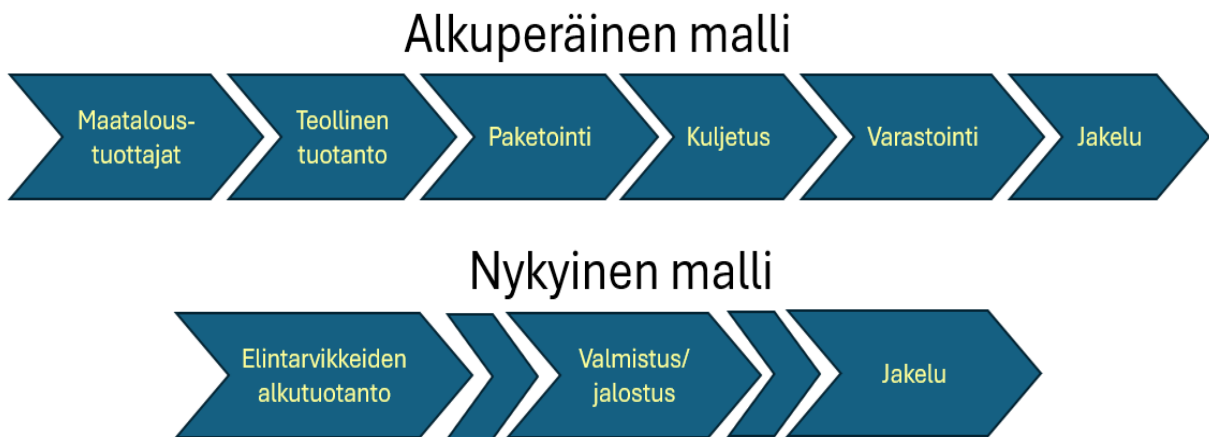 Alkuperäinen malli
Maatalous-
tuottajat
Teollinen
tuotanto
Paketointi
Kuljetus
Varastointi
Jakelu
Nykyinen malli
Elintarvikkeiden
alkutuotanto
Valmistus/
jalostus
Jakelu